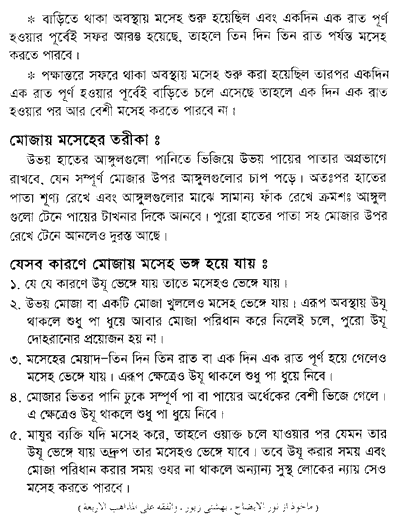 * বাড়িতে থাকা অবস্থায় মসেহ শুরু হয়েছিল এবং একদিন এক রাত পূর্ণ
হওয়ার পূর্বেই সফর আরম্ভ হয়েছে, তাহলে তিন দিন তিন রাত পর্যন্ত মসেহ
করতে পারবে।
* পক্ষান্তরে সফরে থাকা অবস্থায় মসেহ শুরু করা হয়েছিল তারপর একদিন
এক রাত পূর্ণ হওয়ার পূর্বেই বাড়িতে চলে এসেছে তাহলে এক দিন এক রাত
হওয়ার পর আর বেশী মসেহ করতে পারবে না।
মোজায় মসেহের তরীকা ঃ
উভয় হাতের আঙ্গুলগুলো পানিতে ভিজিয়ে উভয় পায়ের পাতার অগ্রভাগে
রাখবে, যেন সম্পূর্ণ মোজার উপর আঙ্গুলগুলোর চাপ পড়ে। অতঃপর হাতের
পাতা শূণ্য রেখে এবং আঙ্গুলগুলোর মাঝে সামান্য ফাঁক রেখে ক্রমশঃ আঙ্গুল
গুলো টেনে পায়ের টাখনার দিকে আনবে। পুরো হাতের পাতা সহ মোজার উপর
রেখে টেনে আনলেও দুরস্ত আছে।
যেসব কারণে মোজায় মসেহ ভঙ্গ হয়ে যায় ঃ
১. যে যে কারণে উযূ ভেঙ্গে যায় তাতে মসেহও ভেঙ্গে যায়।
২. উভয় মোজা বা একটি মোজা খুললেও মসেহ ভেঙ্গে যায়। এরূপ অবস্থায় উযূ
থাকলে শুধু পা ধুয়ে আবার মোজা পরিধান করে নিলেই চলে, পুরো উযূ
দোহরানোর প্রয়োজন হয় না!
৩. মসেহের মেয়াদ–তিন দিন তিন রাত বা এক দিন এক রাত পূর্ণ হয়ে গেলেও
মসেহ ভেঙ্গে যায়। এরূপ ক্ষেত্রেও উযূ থাকলে শুধু পা ধুয়ে নিবে।
৪. মোজার ভিতর পানি ঢুকে সম্পূর্ণ পা বা পায়ের অর্ধেকের বেশী ভিজে গেলে।
এ ক্ষেত্রেও উযূ থাকলে শুধু পা ধুয়ে নিবে।
৫. মাযূর ব্যক্তি যদি মসেহ করে, তাহলে ওয়াক্ত চলে যাওয়ার পর যেমন তার
উযূ ভেঙ্গে যায় তদ্রূপ তার মসেহও ভেঙ্গে যাবে। তবে উযূ করার সময় এবং
মোজা পরিধান করার সময় ওযর না থাকলে অন্যান্য সুস্থ লোকের ন্যায় সেও
মসেহ করতে পারবে।
( ماخوذ از نور الایضاح ، بهشتی زیور ، والفقه علی المذاهب الاربعة )